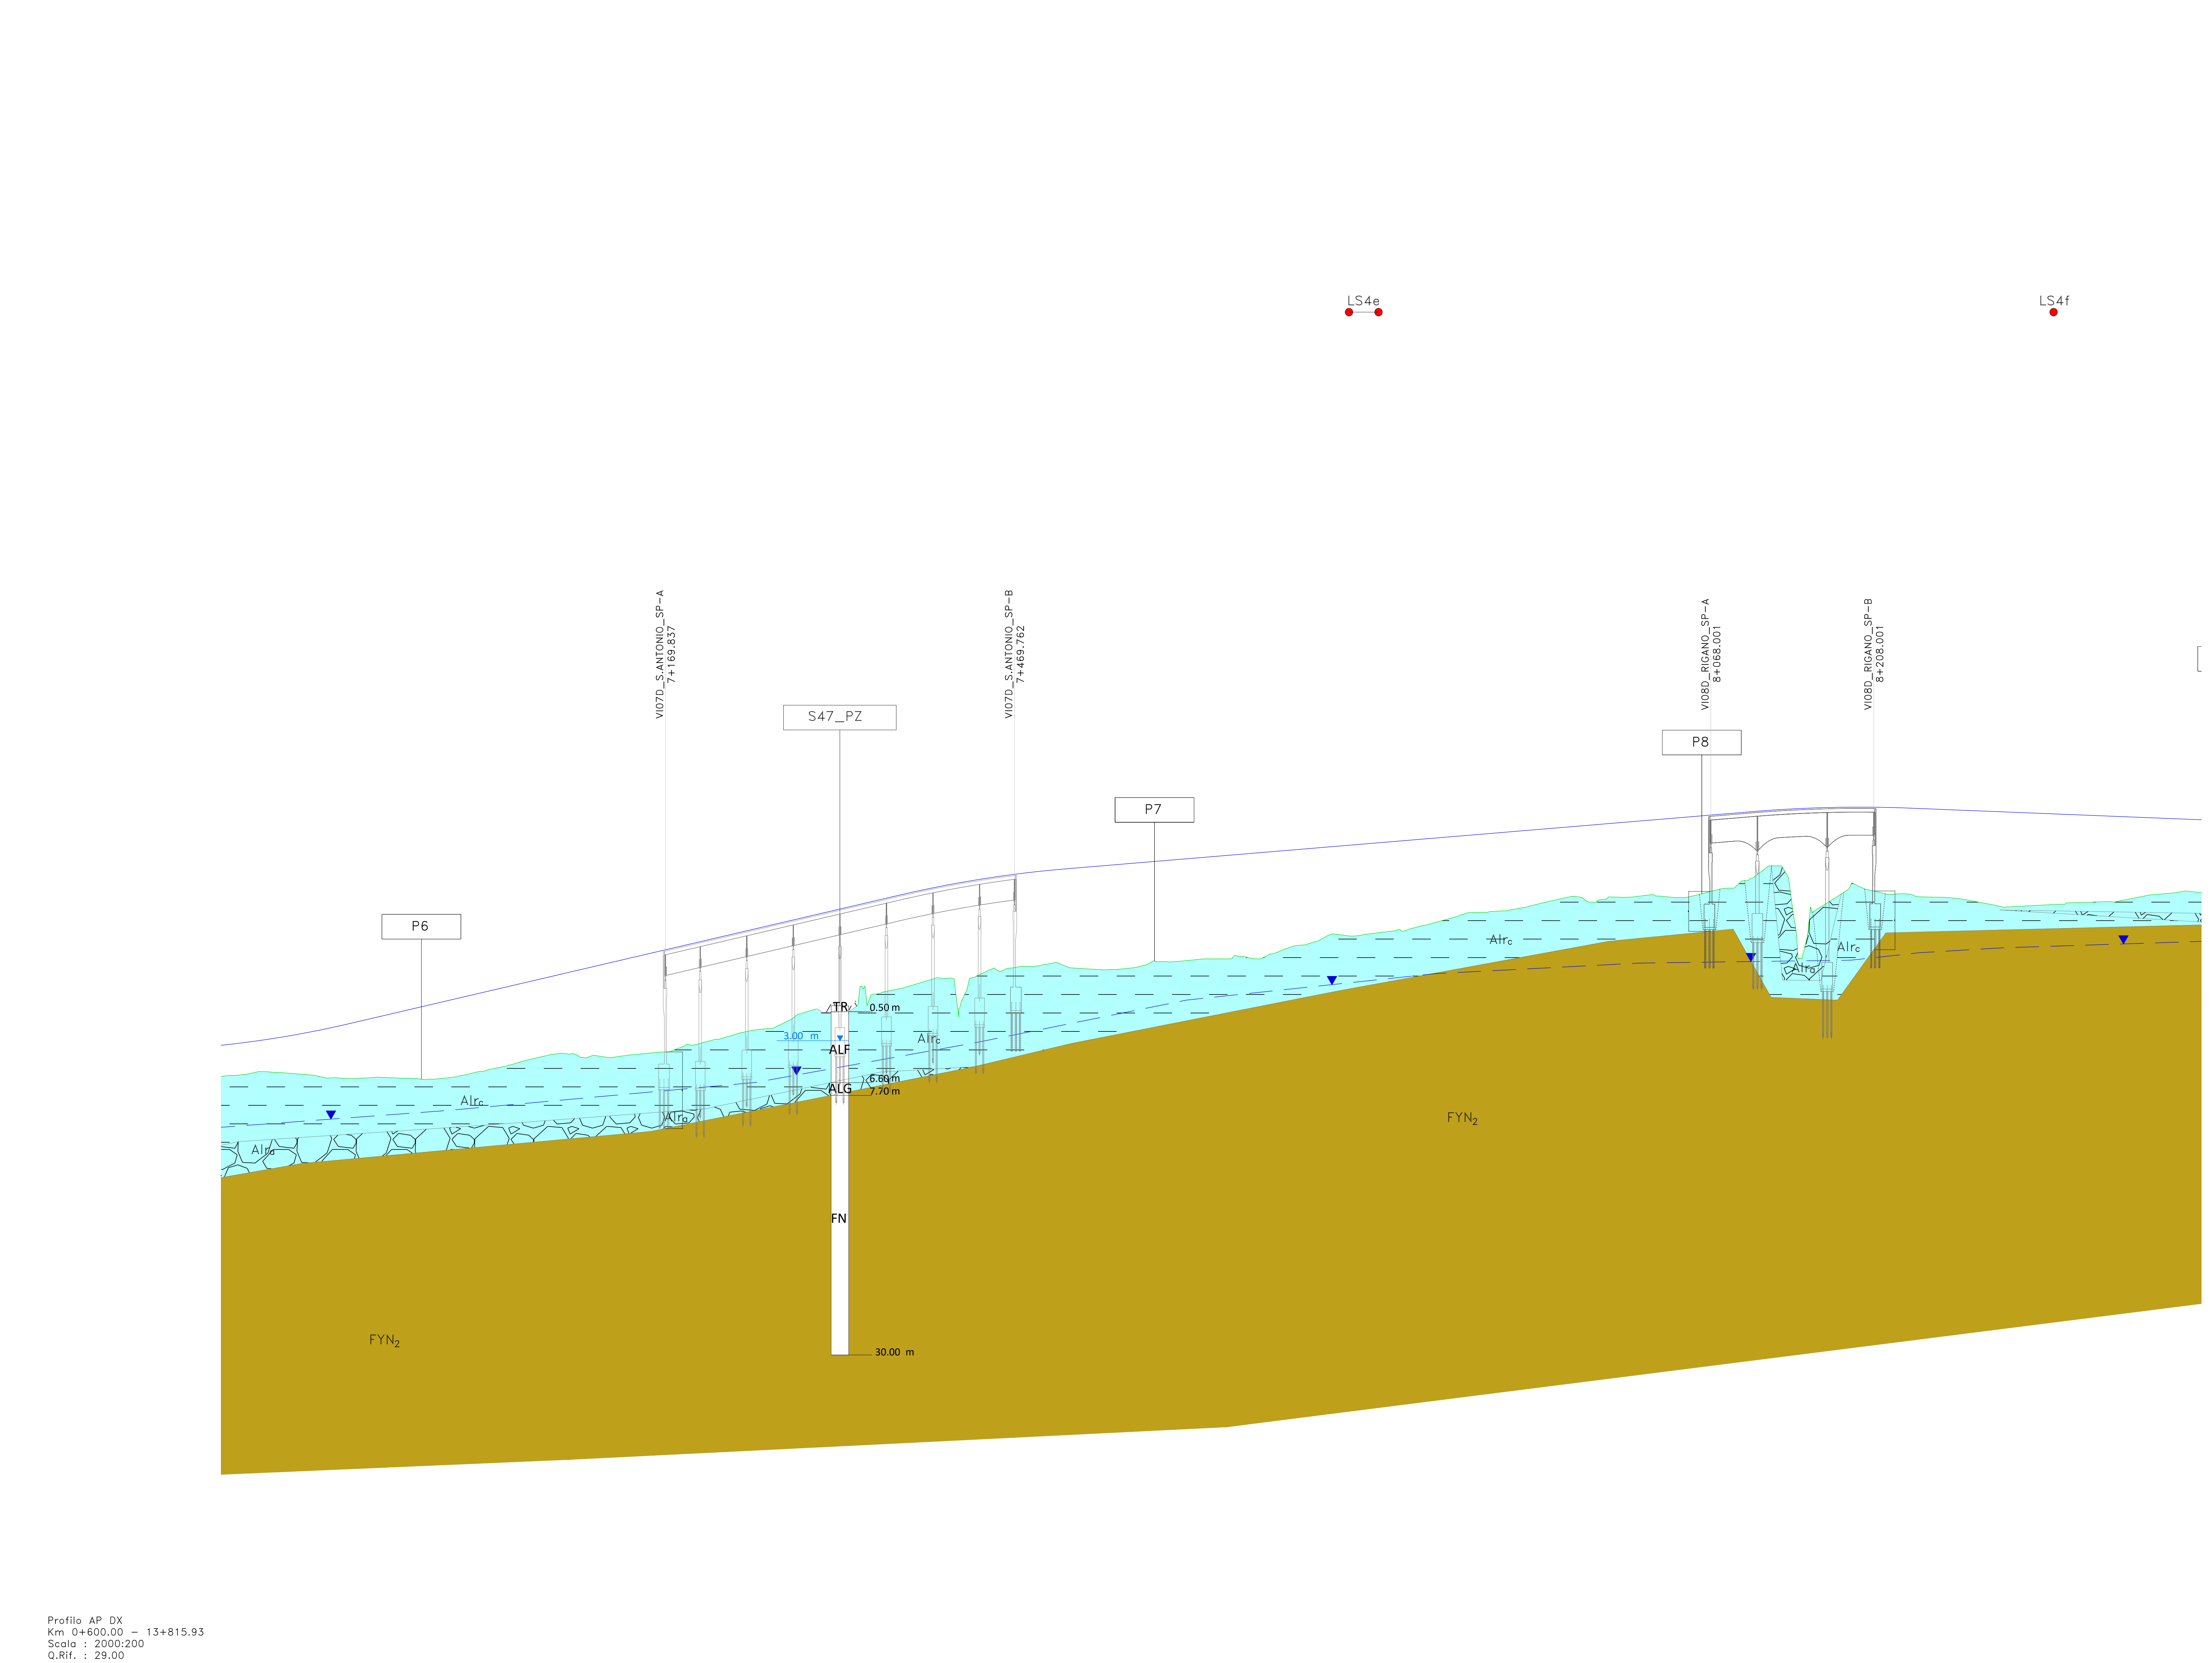 LS4e
LS4f
VI07D_S.ANTONIO_SP-A
7+169.837
VI07D_S.ANTONIO_SP-B
7+469.762
VI08D_RIGANO_SP-A
8+068.001
VI08D_RIGANO_SP-B
8+208.001
S47_PZ
P8
P7
P6
TR
0.50 m
3.00 m
ALF
Alrc
6.60 m
ALG
7.70 m
Alrc
Alrc
Alra
Alrc
Alra
Alra
FYN2
FN
FYN2
30.00 m
Profilo AP DX
Km 0+600.00 - 13+815.93
Scala : 2000:200
Q.Rif. : 29.00